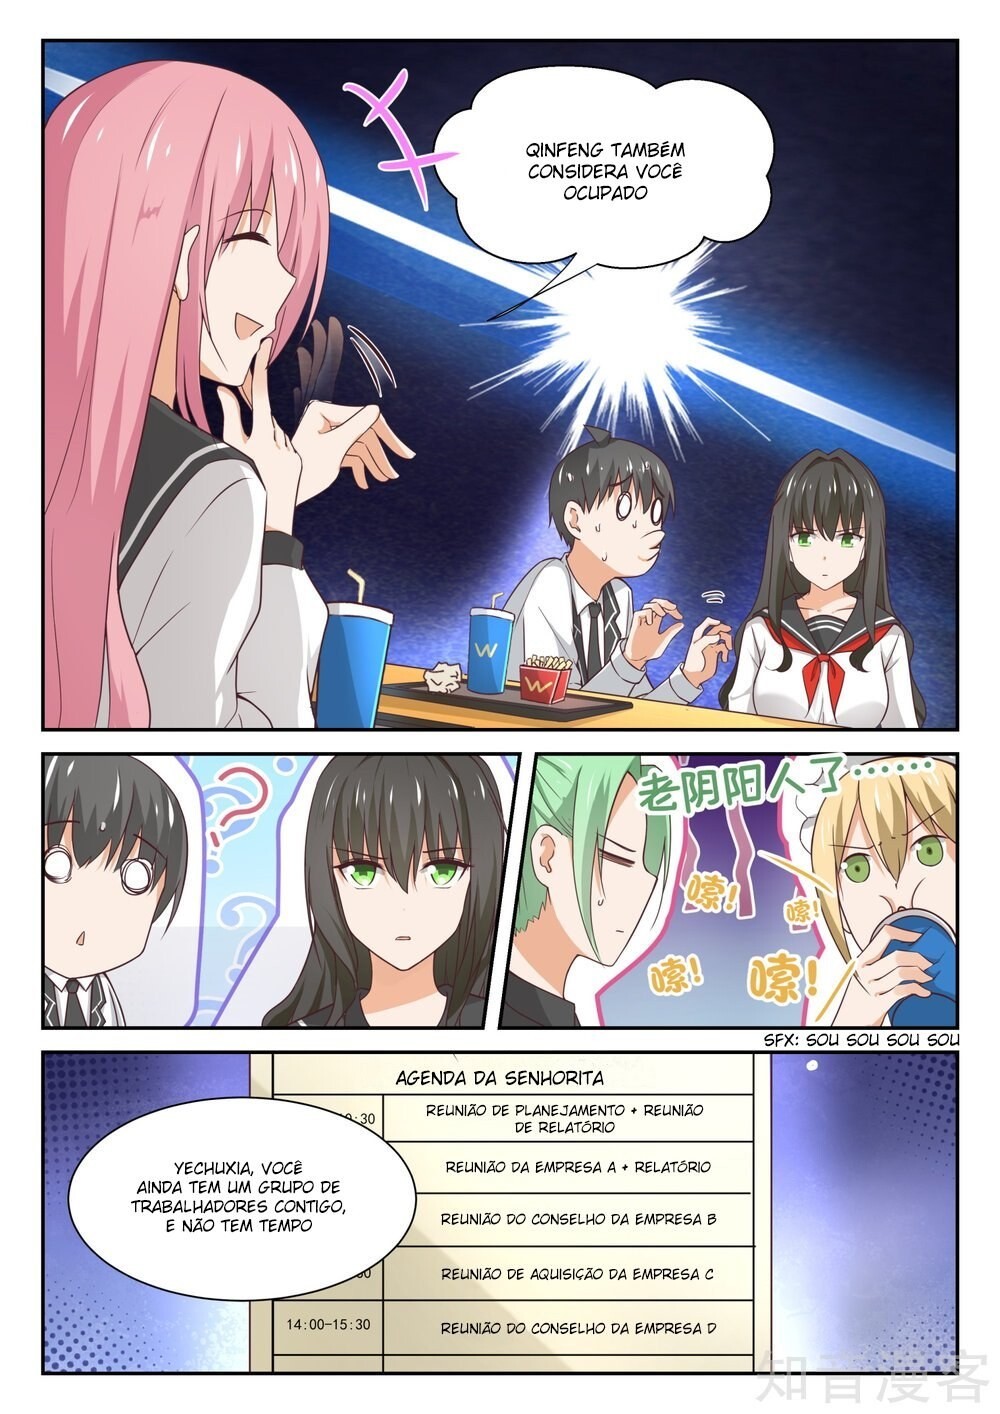 QINFENG TAMBÉM
CONSIDERA VOCÊ
OCUPADO
W
W
老阴阳人了……
嗦!
嗦!
嗦!
嗦!
SFX: SOU SOU SOU SOU
AGENDA DA SENHORITA
:30
REUNIÃO DE PLANEJAMENTO + REUNIÃO
DE RELATÓRIO
YECHUXIA, VOCÊ
AINDA TEM UM GRUPO DE
TRABALHADORES CONTIGO,
E NÃO TEM TEMPO
REUNIÃO DA EMPRESA A + RELATÓRIO
REUNIÃO DO CONSELHO DA EMPRESA B
REUNIÃO DE AQUISIÇÃO DA EMPRESA C
14:00-15:30
REUNIÃO DO CONSELHO DA EMPRESA D
知音漫客